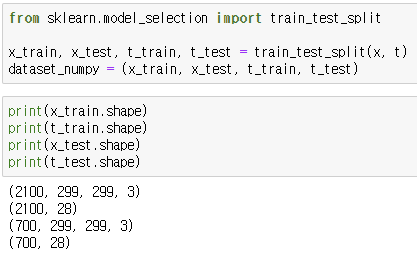 from sklearn.model_selection import train_test_split
x_train, x_test, t_train, t_test = train_test_split(x, t)
dataset_numpy = (x_train, x_test, t_train, t_test)
print(x_train.shape)
print(t_train.shape)
print(x_test.shape)
print(t_test.shape)
(2100, 299, 299, 3)
(2100, 28)
(700, 299, 299, 3)
(700, 28)